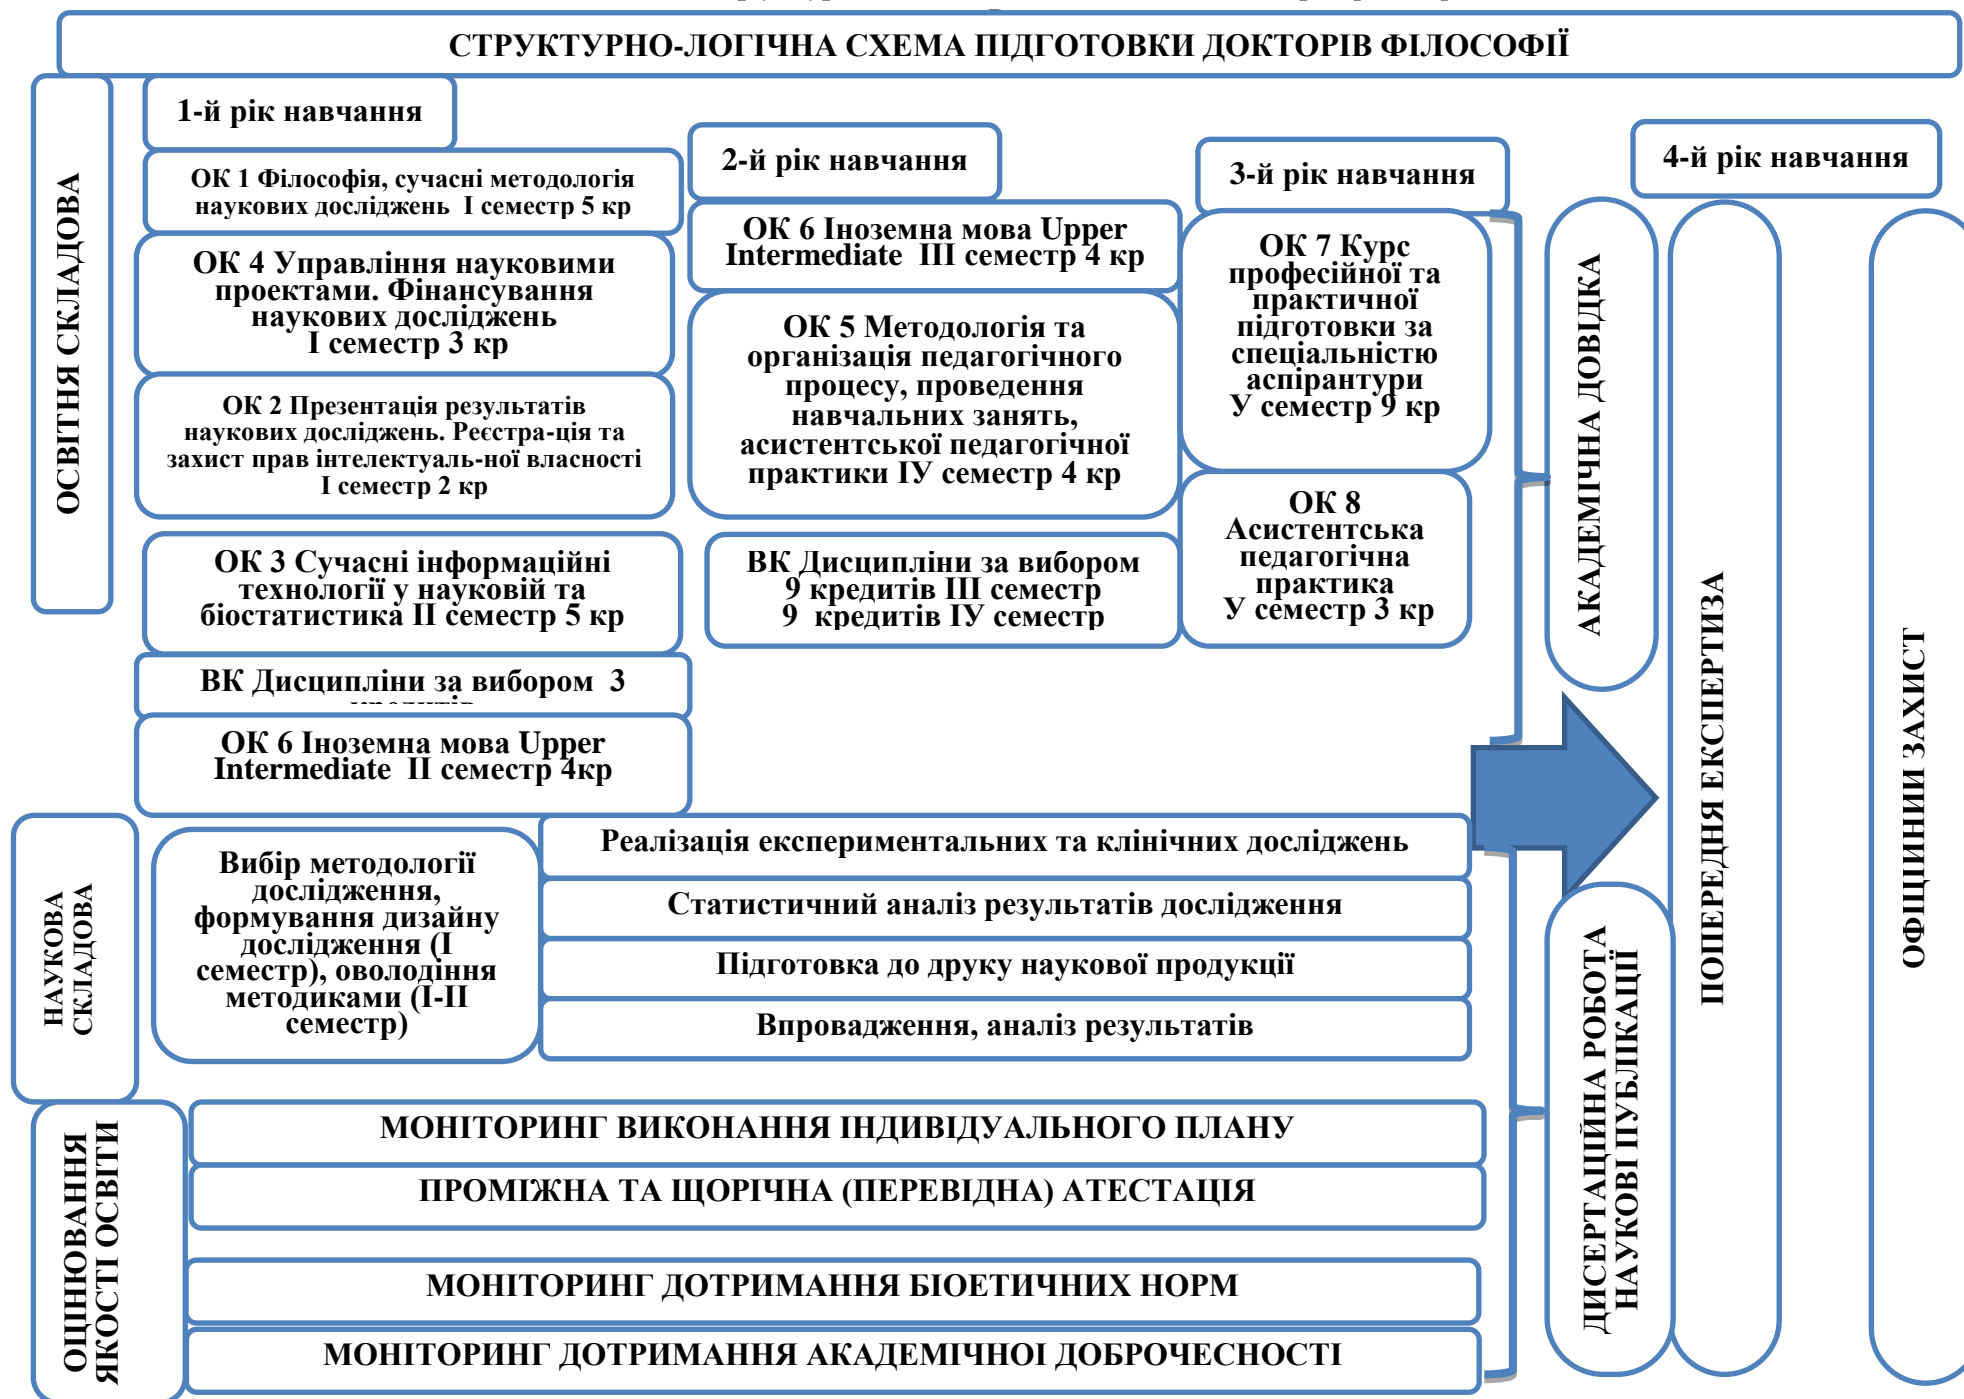 СТРУКТУРНО-ЛОГІЧНА СХЕМА ПІДГОТОВКИ ДОКТОРІВ ФІЛОСОФІЇ
ОСВІТНЯ СКЛАДОВА
1-й рік навчання
ОК 1 Філософія, сучасні методологія
наукових досліджень I семестр 5 кр
ОК 4 Управління науковими
проектами. Фінансування
наукових досліджень
I семестр 3 кр
ОК 2 Презентація результатів
наукових досліджень. Реєстра-ція та
захист прав інтелектуаль-ної власності
I семестр 2 кр
ОК 3 Сучасні інформаційні
технології у науковій та
біостатистика II семестр 5 кр
ВК Дисципліни за вибором 3
ОК 6 Іноземна мова Upper
Intermediate II семестр 4кр
2-й рік навчання
ОК 6 Іноземна мова Upper
Intermediate III семестр 4 кр
ОК 5 Методологія та
організація педагогічного
процесу, проведення
навчальних занять,
асистентської педагогічної
практики ІУ семестр 4 кр
ВК Дисципліни за вибором
9 кредитів III семестр
9 кредитів ІУ семестр
3-й рік навчання
ОК 7 Курс
професійної та
практичної
підготовки за
спеціальністю
аспірантури
У семестр 9 кр
ОК 8
Асистентська
педагогічна
практика
У семестр 3 кр
4-й рік навчання
АКАДЕМІЧНА ДОВІДКА
ПОПЕРЕДНЯ ЕКСПЕРТИЗА
ОФІЦІЙНИЙ ЗАХИСТ
НАУКОВА
СКЛАДОВА
Вибір методології
дослідження,
формування дизайну
дослідження (I
семестр), оволодіння
методиками (I-II
семестр)
Реалізація експериментальних та клінічних досліджень
Статистичний аналіз результатів дослідження
Підготовка до друку наукової продукції
Впровадження, аналіз результатів
ДИСЕРТАЦІЙНА РОБОТА
НАУКОВІ ПУБЛІКАЦІЇ
ОЦІНЮВАННЯ
ЯКОСТІ ОСВІТИ
МОНІТОРИНГ ВИКОНАННЯ ІНДИВІДУАЛЬНОГО ПЛАНУ
ПРОМІЖНА ТА ЩОРІЧНА (ПЕРЕВІДНА) АТЕСТАЦІЯ
МОНІТОРИНГ ДОТРИМАННЯ БІОЕТИЧНИХ НОРМ
МОНІТОРИНГ ДОТРИМАННЯ АКАДЕМІЧНОЇ ДОБРОЧЕСНОСТІ